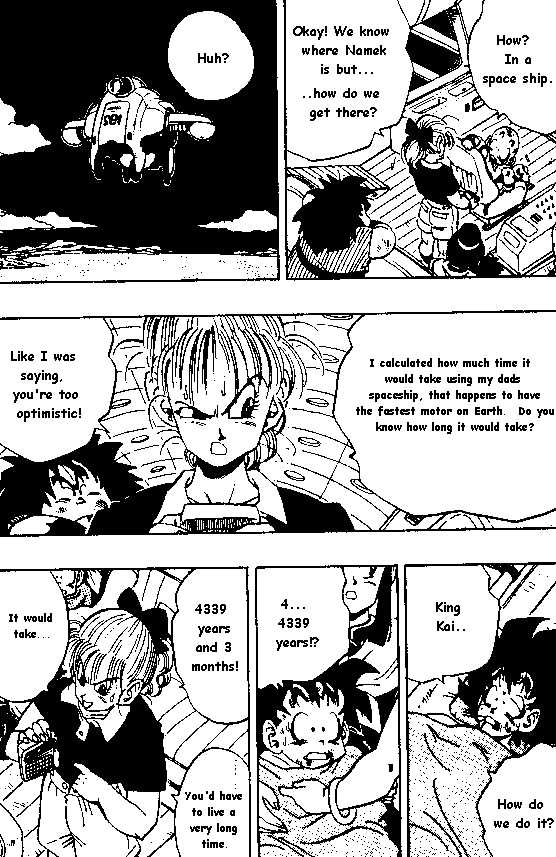 Huh?
Okay! We know
where Namek
is but...
..how do we
get there?
How?
In a
space ship.
Like I was
saying,
you're too
optimistic!
I calculated how much time it
would take using my dads
spaceship, that happens to have
the fastest motor on Earth. Do you
know how long it would take?
It would
take....
4339
years
and 3
months!
You'd have
to live a
very long
time.
4...
4339
years!?
King
Kai..
How do
we do it?